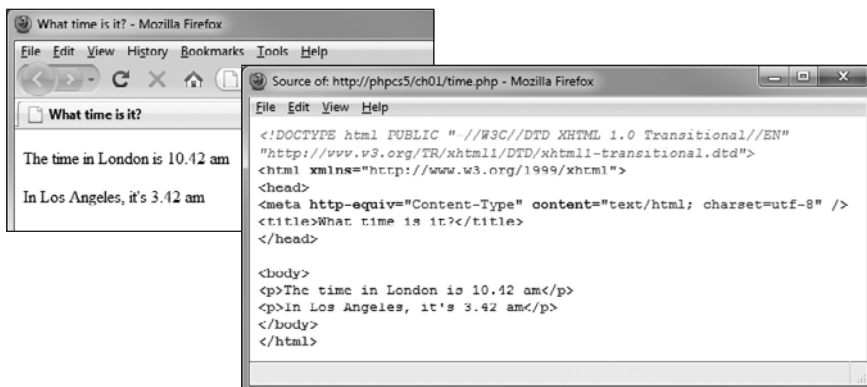 What time is it? - Mozilla Firefox
File Edit View History Bookmarks Tools Help
What time is it?
The time in London is 10.42 am
In Los Angeles, it's 3.42 am
Source of: http://phpcs5/ch01/time.php - Mozilla Firefox
File Edit View Help
<!DOCTYPE html PUBLIC "-//W3C//DTD XHTML 1.0 Transitional//EN"
"http://www.w3.org/TR/xhtml1/DTD/xhtml1-transitional.dtd">
<html xmlns="http://www.w3.org/1999/xhtml">
<head>
<meta http-equiv="Content-Type" content="text/html; charset=utf-8" />
<title>What time is it?</title>
</head>
<body>
<p>The time in London is 10.42 am</p>
<p>In Los Angeles, it's 3.42 am</p>
</body>
</html>